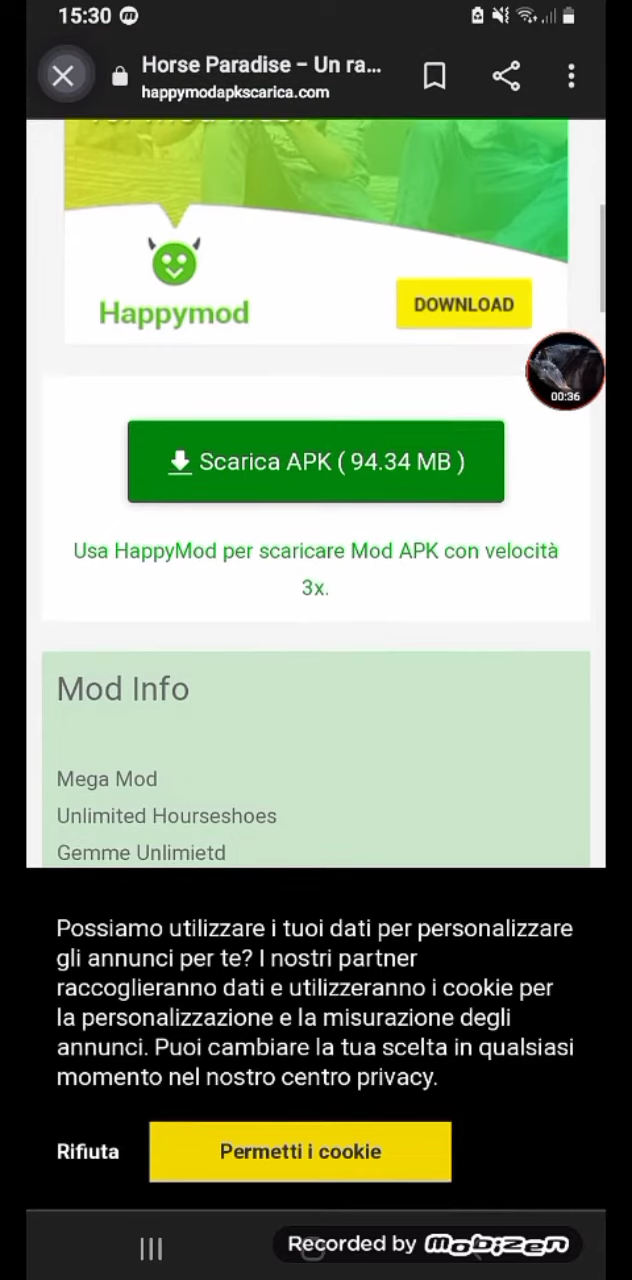 15:30
Horse Paradise – Un ra...
happymodapkscarica.com
Happymod
DOWNLOAD
00:36
Scarica APK ( 94.34 MB )
Usa HappyMod per scaricare Mod APK con velocità
3x.
Mod Info
Mega Mod
Unlimited Hourseshoes
Gemme Unlimietd
Possiamo utilizzare i tuoi dati per personalizzare
gli annunci per te? I nostri partner
raccoglieranno dati e utilizzeranno i cookie per
la personalizzazione e la misurazione degli
annunci. Puoi cambiare la tua scelta in qualsiasi
momento nel nostro centro privacy.
Rifiuta
Permetti i cookie
Recorded by mobizen